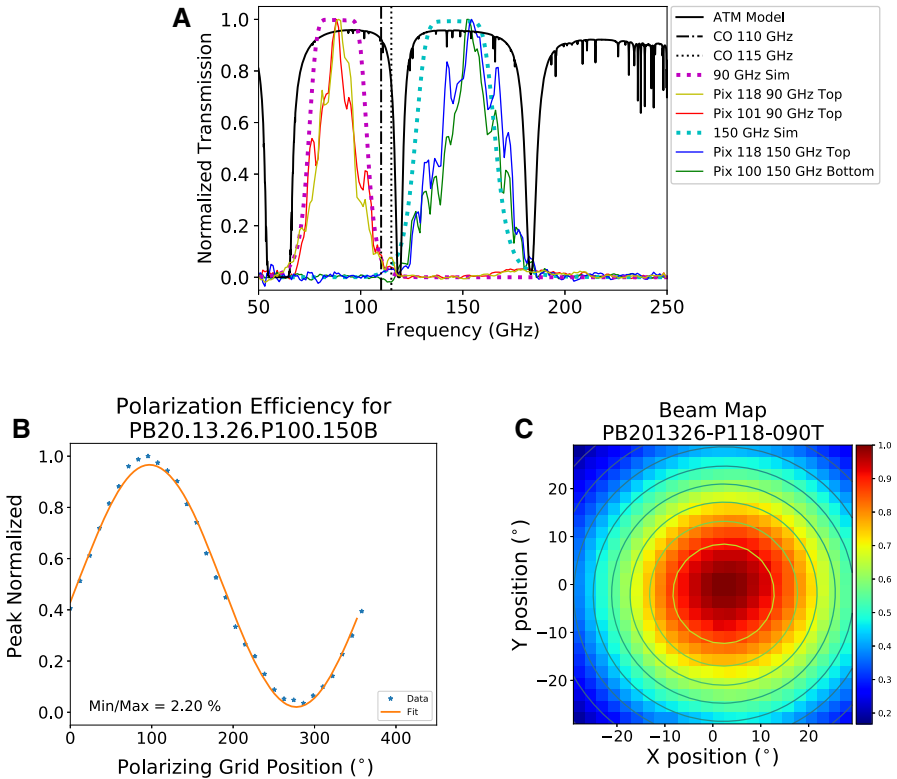 A
Normalized Transmission
1.0
0.8
0.6
0.4
0.2
0.0
50
100
150
200
250
Frequency (GHz)
ATM Model
CO 110 GHz
CO 115 GHz
90 GHz Sim
Pix 118 90 GHz Top
Pix 101 90 GHz Top
150 GHz Sim
Pix 118 150 GHz Top
Pix 100 150 GHz Bottom
B
Polarization Efficiency for
PB20.13.26.P100.150B
Peak Normalized
1.0
0.8
0.6
0.4
0.2
0.0
Min/Max = 2.20 %
Data
Fit
0
100
200
300
400
Polarizing Grid Position (°)
C
Beam Map
PB201326-P118-090T
Y position (°)
20
10
0
−10
−20
−20
−10
0
10
20
X position (°)
1.0
0.9
0.8
0.7
0.6
0.5
0.4
0.3
0.2